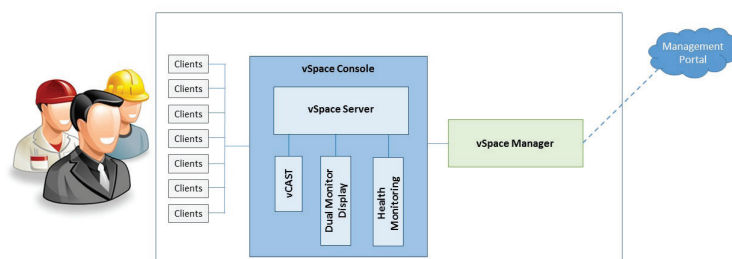 Clients
Clients
Clients
Clients
Clients
Clients
Clients
vSpace Console
vSpace Server
vCAST
Dual Monitor
Display
Health
Monitoring
vSpace Manager
Management
Portal